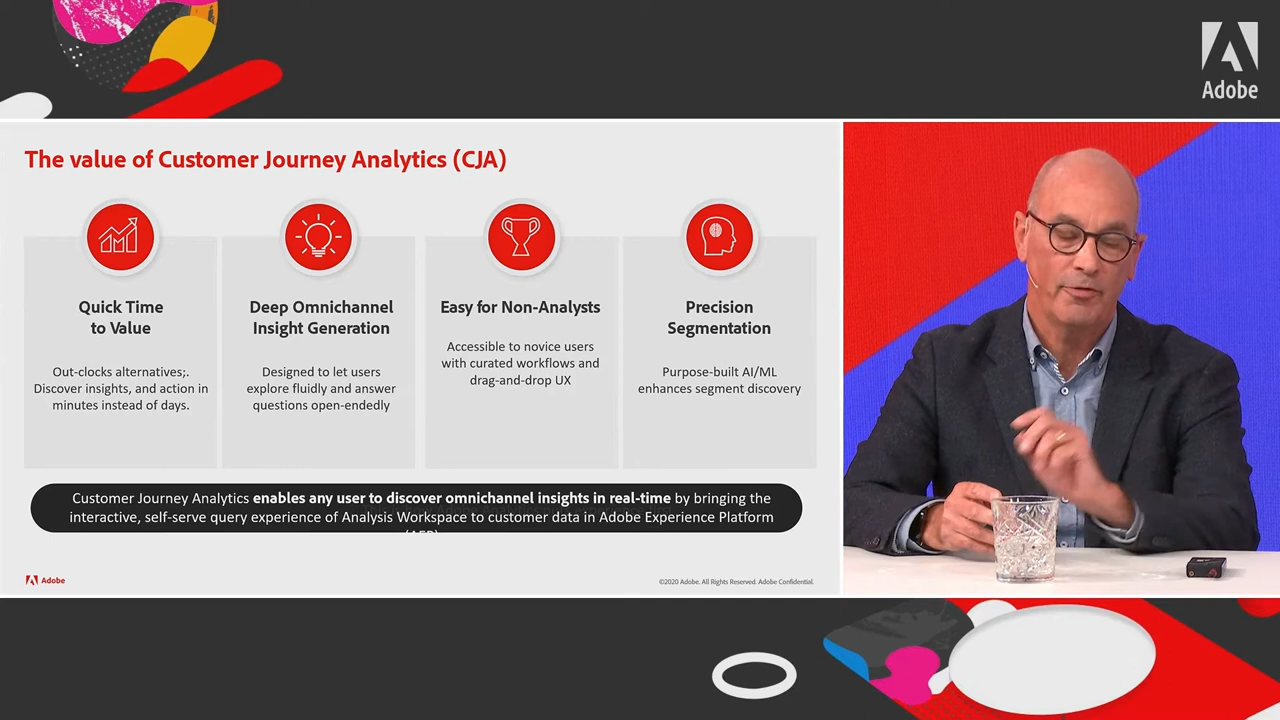 Adobe
The value of Customer Journey Analytics (CJA)
Quick Time
to Value
Out-clocks alternatives;.
Discover insights, and action in
minutes instead of days.
Deep Omnichannel
Insight Generation
Designed to let users
explore fluidly and answer
questions open-endedly
Easy for Non-Analysts
Accessible to novice users
with curated workflows and
drag-and-drop UX
Precision
Segmentation
Purpose-built AI/ML
enhances segment discovery
Customer Journey Analytics enables any user to discover omnichannel insights in real-time by bringing the
interactive, self-serve query experience of Analysis Workspace to customer data in Adobe Experience Platform
Adobe
©2020 Adobe. All Rights Reserved. Adobe Confidential.